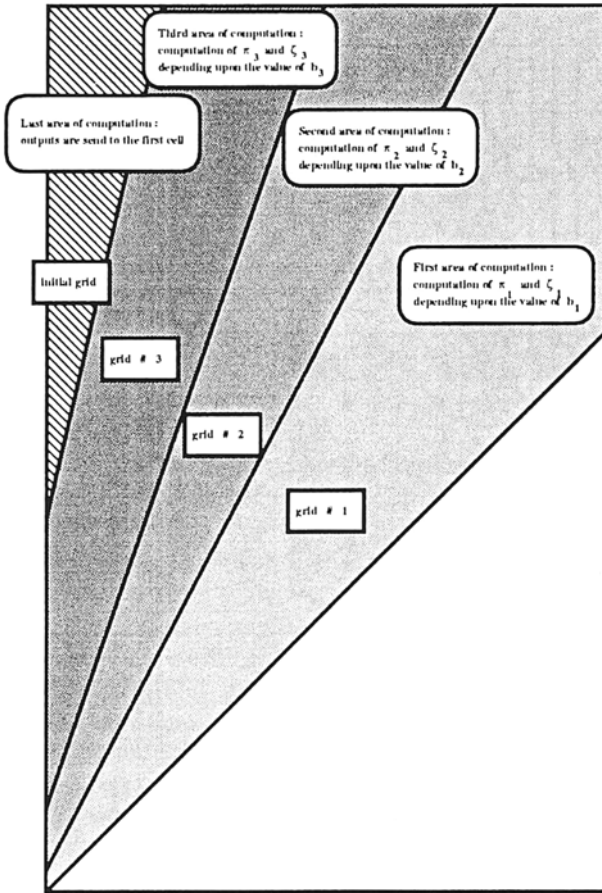 Third area of computation :
computation of π 3 and ζ 3
depending upon the value of b 3
Last area of computation :
outputs are send to the first cell
Second area of computation :
computation of π 2 and ζ 2
depending upon the value of b 2
initial grid
First area of computation :
computation of π 1 and ζ 1
depending upon the value of b 1
grid # 3
grid # 2
grid # 1